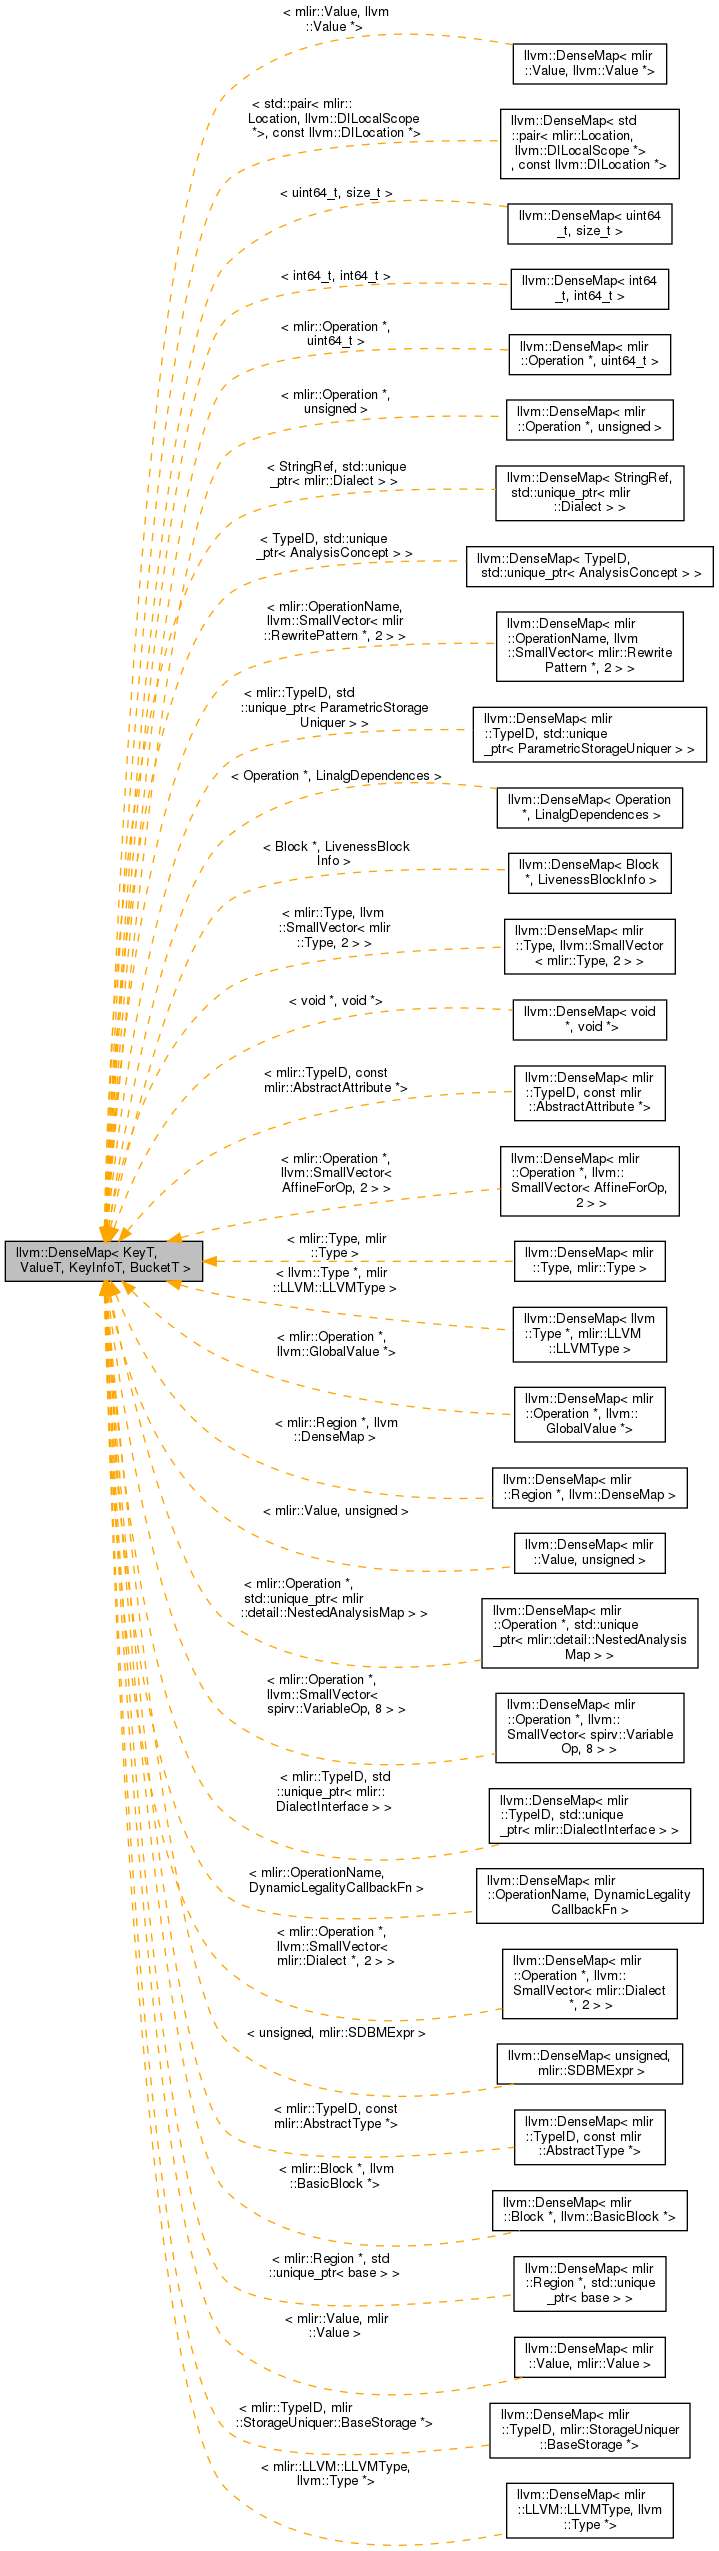 < mlir::Value, llvm
::Value *>
llvm::DenseMap< mlir
::Value, llvm::Value *>
< std::pair< mlir::
Location, llvm::DILocalScope
*>, const llvm::DILocation *>
llvm::DenseMap< std
::pair< mlir::Location,
llvm::DILocalScope *>
, const llvm::DILocation *>
< uint64_t, size_t >
llvm::DenseMap< uint64
_t, size_t >
< int64_t, int64_t >
llvm::DenseMap< int64
_t, int64_t >
< mlir::Operation *,
uint64_t >
llvm::DenseMap< mlir
::Operation *, uint64_t >
< mlir::Operation *,
unsigned >
llvm::DenseMap< mlir
::Operation *, unsigned >
< StringRef, std::unique
_ptr< mlir::Dialect > >
llvm::DenseMap< StringRef,
std::unique_ptr< mlir
::Dialect > >
< TypeID, std::unique
_ptr< AnalysisConcept > >
llvm::DenseMap< TypeID,
std::unique_ptr< AnalysisConcept > >
< mlir::OperationName,
llvm::SmallVector< mlir
::RewritePattern *, 2 > >
llvm::DenseMap< mlir
::OperationName, llvm
::SmallVector< mlir::Rewrite
Pattern *, 2 > >
< mlir::TypeID, std
::unique_ptr< ParametricStorage
Uniquer > >
llvm::DenseMap< mlir
::TypeID, std::unique
_ptr< ParametricStorageUniquer > >
< Operation *, LinalgDependences >
llvm::DenseMap< Operation
*, LinalgDependences >
< Block *, LivenessBlock
Info >
llvm::DenseMap< Block
*, LivenessBlockInfo >
< mlir::Type, llvm
::SmallVector< mlir
::Type, 2 > >
llvm::DenseMap< mlir
::Type, llvm::SmallVector
< mlir::Type, 2 > >
< void *, void *>
llvm::DenseMap< void
*, void *>
< mlir::TypeID, const
mlir::AbstractAttribute *>
llvm::DenseMap< mlir
::TypeID, const mlir
::AbstractAttribute *>
< mlir::Operation *,
llvm::SmallVector<
AffineForOp, 2 > >
llvm::DenseMap< mlir
::Operation *, llvm::
SmallVector< AffineForOp,
2 > >
llvm::DenseMap< KeyT,
ValueT, KeyInfoT, BucketT >
< mlir::Type, mlir
::Type >
llvm::DenseMap< mlir
::Type, mlir::Type >
< llvm::Type *, mlir
::LLVM::LLVMType >
llvm::DenseMap< llvm
::Type *, mlir::LLVM
::LLVMType >
< mlir::Operation *,
llvm::GlobalValue *>
llvm::DenseMap< mlir
::Operation *, llvm::
GlobalValue *>
< mlir::Region *, llvm
::DenseMap >
llvm::DenseMap< mlir
::Region *, llvm::DenseMap >
< mlir::Value, unsigned >
llvm::DenseMap< mlir
::Value, unsigned >
< mlir::Operation *,
std::unique_ptr< mlir
::detail::NestedAnalysisMap > >
llvm::DenseMap< mlir
::Operation *, std::unique
_ptr< mlir::detail::NestedAnalysis
Map > >
< mlir::Operation *,
llvm::SmallVector<
spirv::VariableOp, 8 > >
llvm::DenseMap< mlir
::Operation *, llvm::
SmallVector< spirv::Variable
Op, 8 > >
< mlir::TypeID, std
::unique_ptr< mlir::
DialectInterface > >
llvm::DenseMap< mlir
::TypeID, std::unique
_ptr< mlir::DialectInterface > >
< mlir::OperationName,
DynamicLegalityCallbackFn >
llvm::DenseMap< mlir
::OperationName, DynamicLegality
CallbackFn >
< mlir::Operation *,
llvm::SmallVector<
mlir::Dialect *, 2 > >
llvm::DenseMap< mlir
::Operation *, llvm::
SmallVector< mlir::Dialect
*, 2 > >
< unsigned, mlir::SDBMExpr >
llvm::DenseMap< unsigned,
mlir::SDBMExpr >
< mlir::TypeID, const
mlir::AbstractType *>
llvm::DenseMap< mlir
::TypeID, const mlir
::AbstractType *>
< mlir::Block *, llvm
::BasicBlock *>
llvm::DenseMap< mlir
::Block *, llvm::BasicBlock *>
< mlir::Region *, std
::unique_ptr< base > >
llvm::DenseMap< mlir
::Region *, std::unique
_ptr< base > >
< mlir::Value, mlir
::Value >
llvm::DenseMap< mlir
::Value, mlir::Value >
< mlir::TypeID, mlir
::StorageUniquer::BaseStorage *>
llvm::DenseMap< mlir
::TypeID, mlir::StorageUniquer
::BaseStorage *>
< mlir::LLVM::LLVMType,
llvm::Type *>
llvm::DenseMap< mlir
::LLVM::LLVMType, llvm
::Type *>